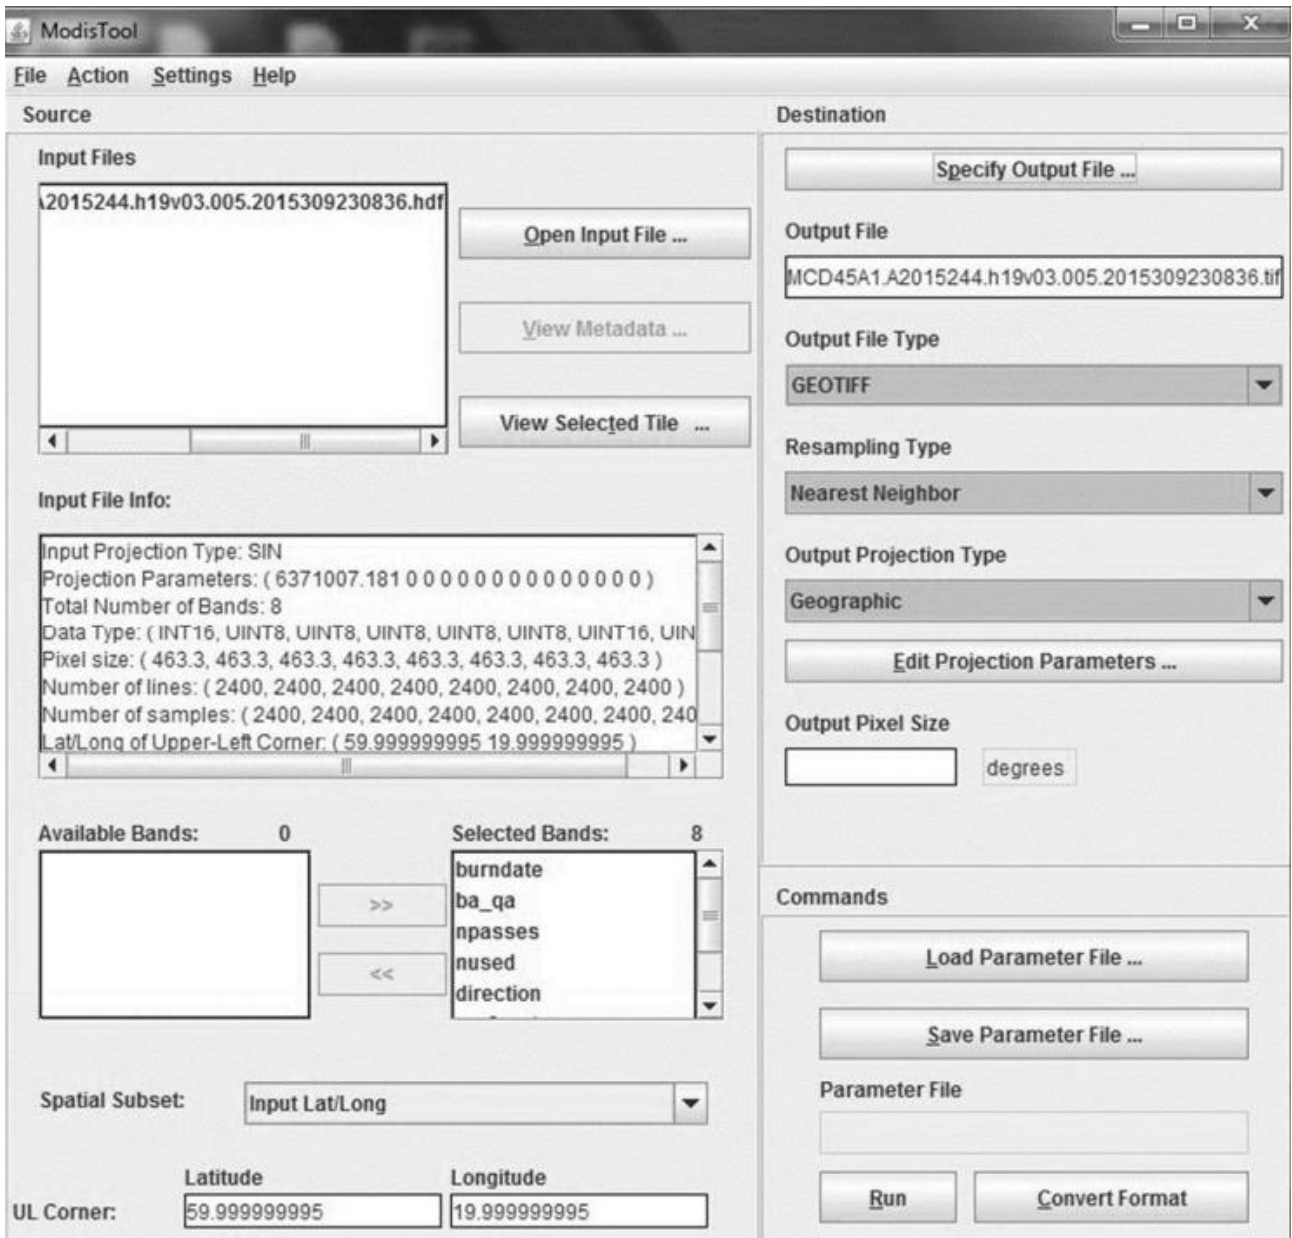 ModisTool
File Action Settings Help
Source
Input Files
A2015244.h19v03.005.2015309230836.hdf
Open Input File ...
View Metadata ...
View Selected Tile ...
Input File Info:
Input Projection Type: SIN
Projection Parameters: ( 6371007.181 0 0 0 0 0 0 0 0 0 0 0 0 0 0 )
Total Number of Bands: 8
Data Type: ( INT16, UINT8, UINT8, UINT8, UINT8, UINT8, UINT16, UIN
Pixel size: ( 463.3, 463.3, 463.3, 463.3, 463.3, 463.3, 463.3, 463.3 )
Number of lines: ( 2400, 2400, 2400, 2400, 2400, 2400, 2400, 2400 )
Number of samples: ( 2400, 2400, 2400, 2400, 2400, 2400, 2400, 240
Lat/Long of Upper-Left Corner: ( 59.999999995 19.999999995 )
Available Bands: 0
>>
<<
Selected Bands: 8
burndate
ba_qa
npasses
nused
direction
Spatial Subset: Input Lat/Long
Latitude Longitude
UL Corner: 59.999999995 19.999999995
Destination
Specify Output File ...
Output File
MCD45A1.A2015244.h19v03.005.2015309230836.tif
Output File Type
GEOTIFF
Resampling Type
Nearest Neighbor
Output Projection Type
Geographic
Edit Projection Parameters ...
Output Pixel Size
degrees
Commands
Load Parameter File ...
Save Parameter File ...
Parameter File
Run Convert Format